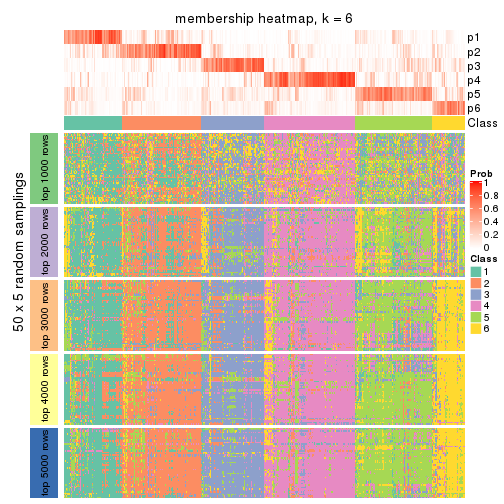 membership heatmap, k = 6
p1
p2
p3
p4
p5
p6
Class
50 x 5 random samplings
top 1000 rows
top 2000 rows
top 3000 rows
top 4000 rows
top 5000 rows
Prob
1
0.8
0.6
0.4
0.2
0
Class
1
2
3
4
5
6